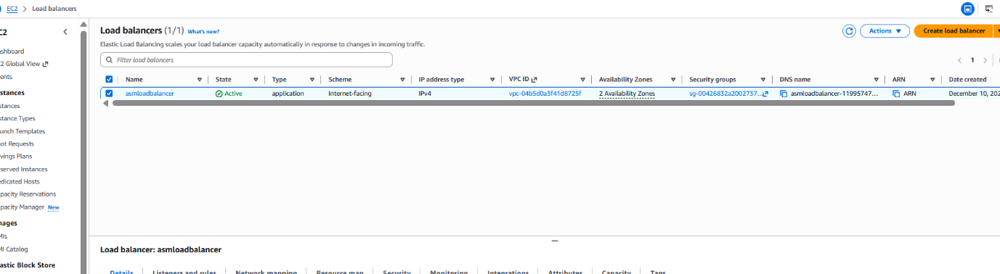 EC2 > Load balancers
C2
ashboard
C2 Global View
ents
stances
stances
stance Types
unch Templates
ot Requests
vings Plans
served Instances
edicated Hosts
pacity Reservations
pacity Manager New
ages
MIs
MI Catalog
astic Block Store
Load balancers (1/1) What's new?
Actions
Create load balancer
Elastic Load Balancing scales your load balancer capacity automatically in response to changes in incoming traffic.
Filter load balancers
1
Name State Type Scheme IP address type VPC ID Availability Zones Security groups DNS name ARN Date created
asmloadbalancer Active application Internet-facing IPv4 vpc-04b5d0a3f41d8725f 2 Availability Zones sg-00426832a2002737... asmloadbalancer-11995747... ARN December 10, 202
Load balancer: asmloadbalancer
Details Listeners and rules Network mapping Resource map Security Monitoring Integrations Attributes Capacity Tags